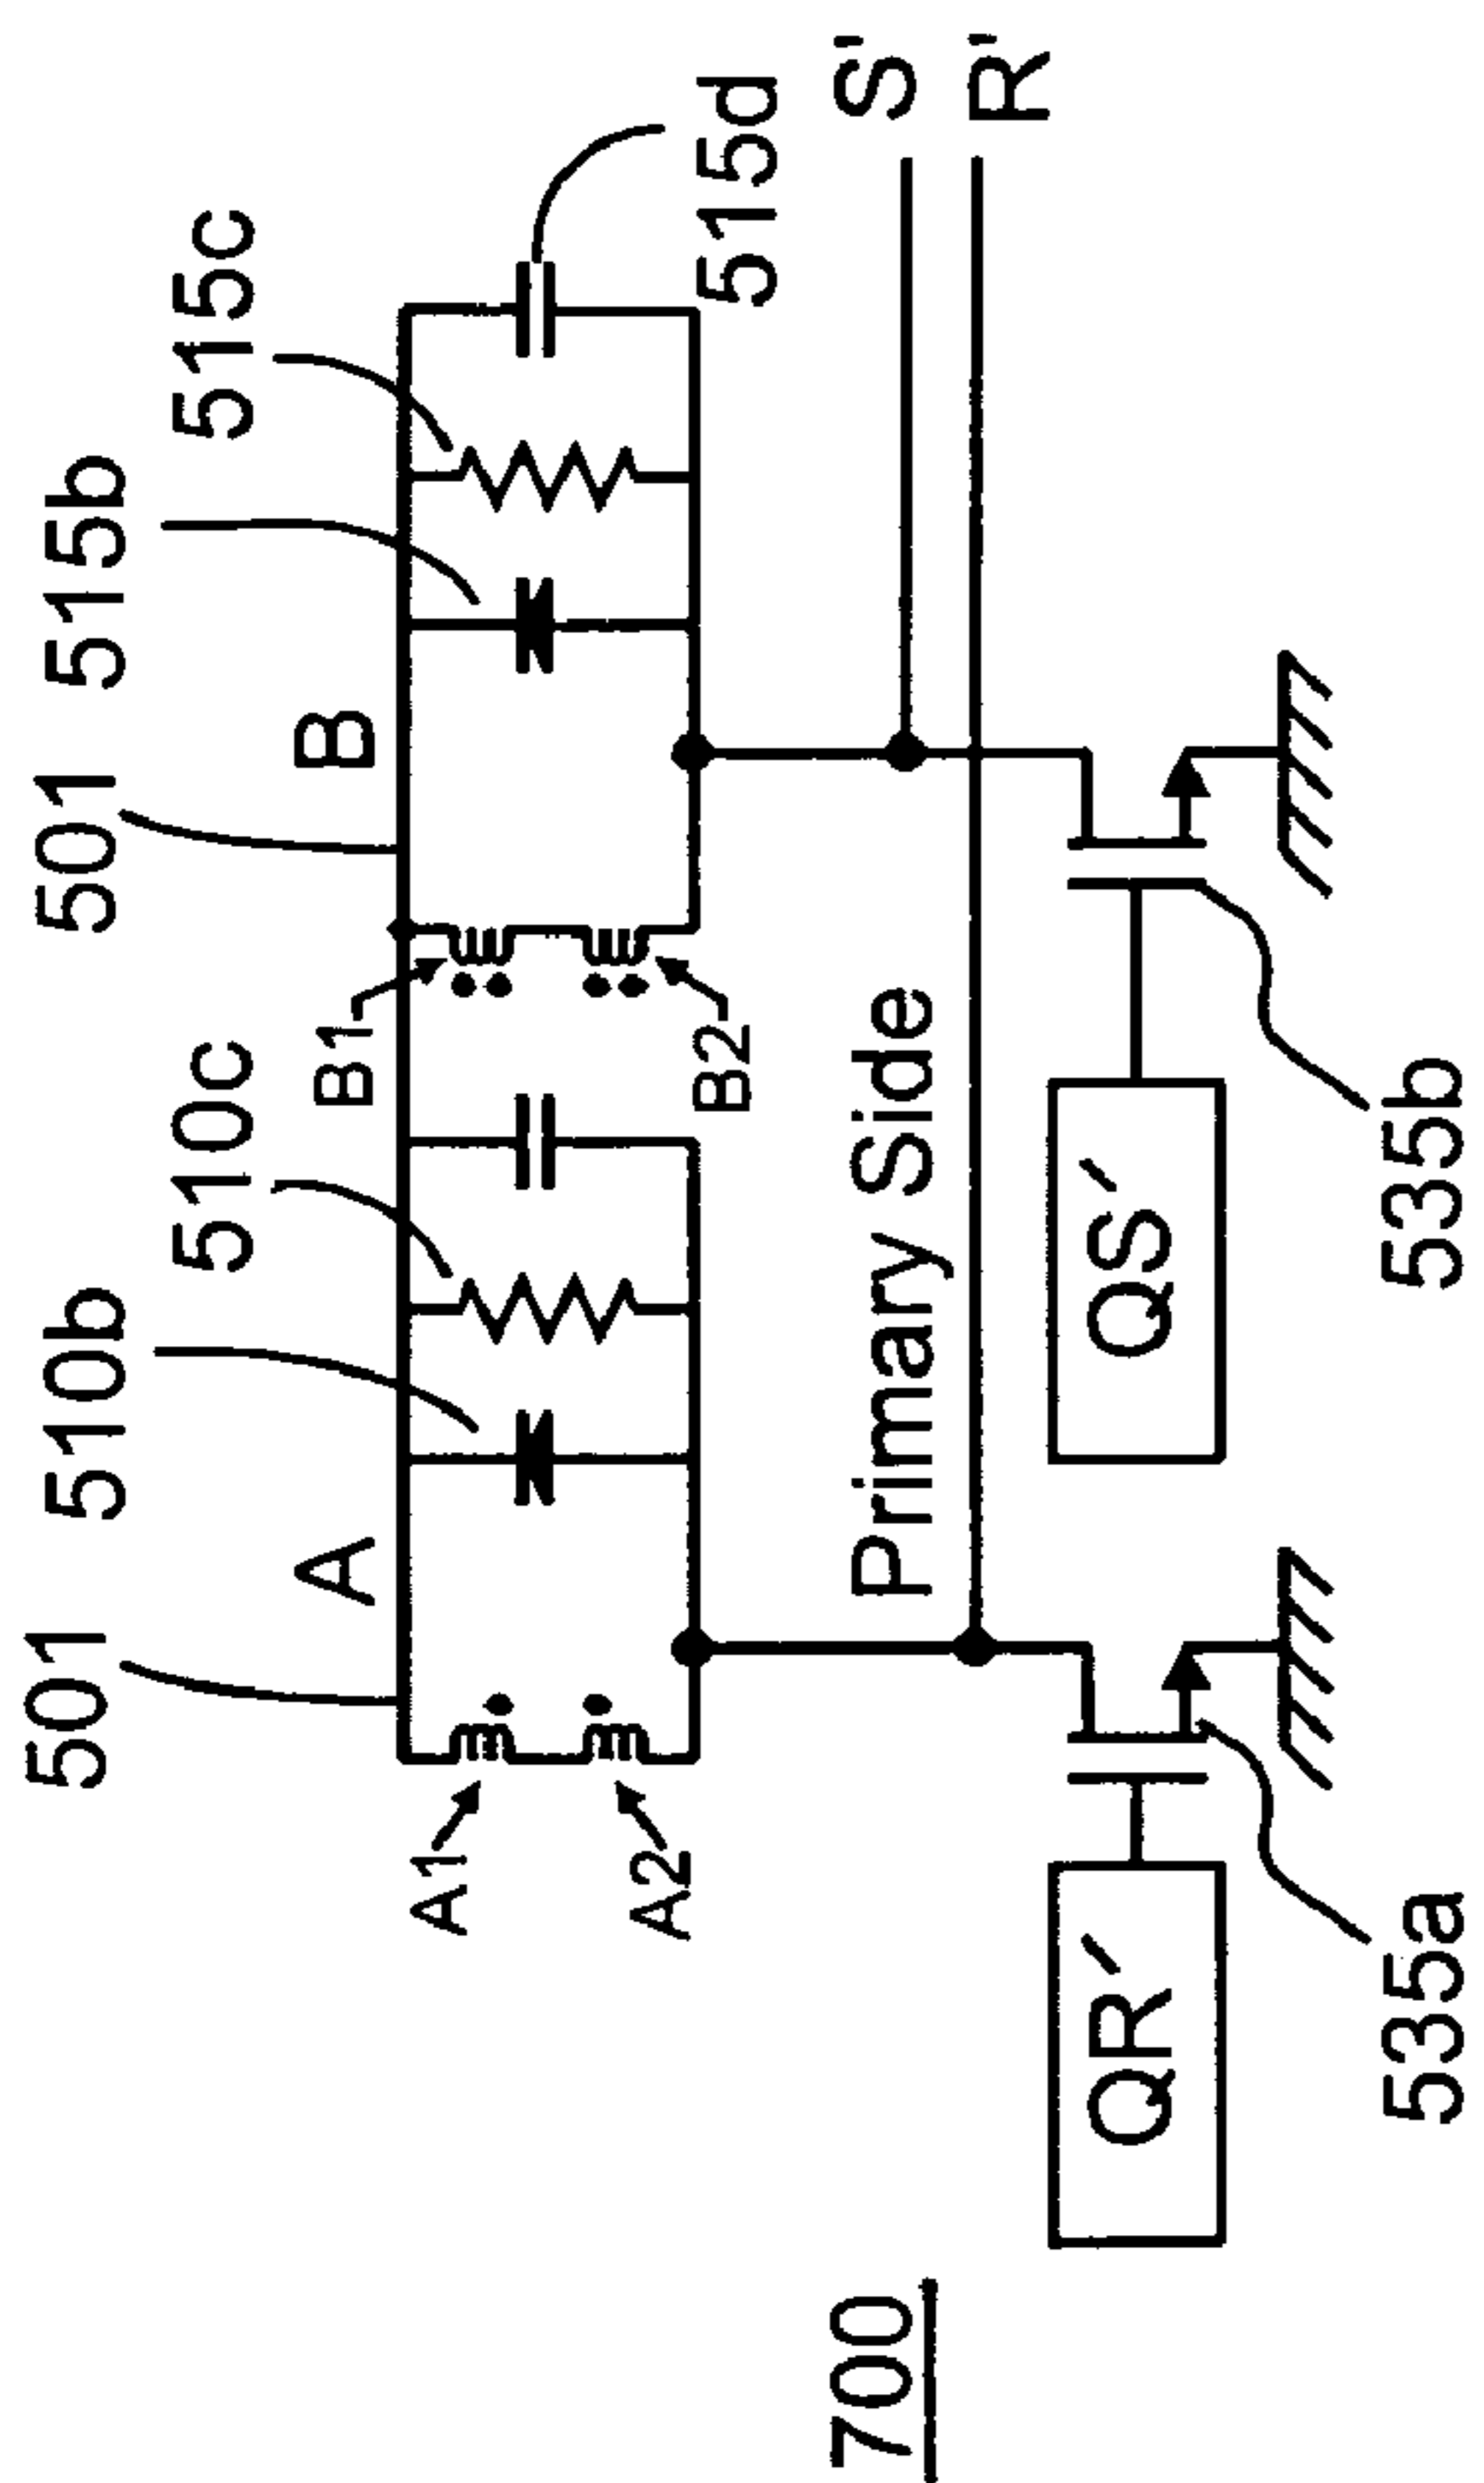 501
A
510b
510c
501
B
515b
515c
515d
A1
A2
B1
B2
S'
R'
Primary Side
700
QR′
QS′
535a
535b